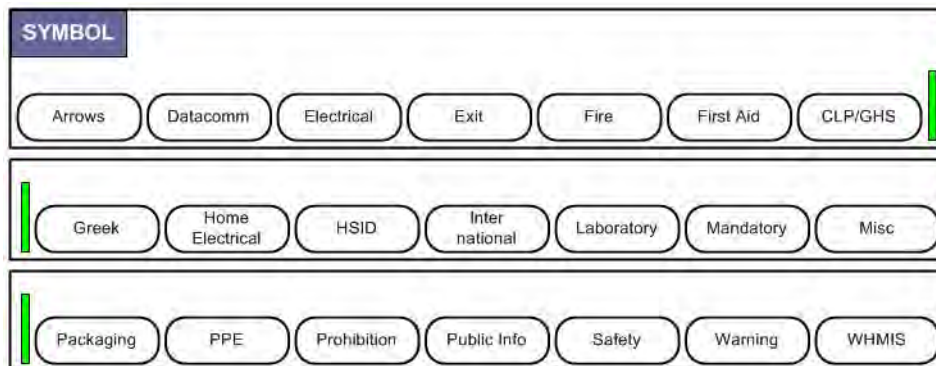 SYMBOL
Arrows Datacomm Electrical Exit Fire First Aid CLP/GHS
Greek Home Electrical HSID Inter national Laboratory Mandatory Misc
Packaging PPE Prohibition Public Info Safety Warning WHMIS